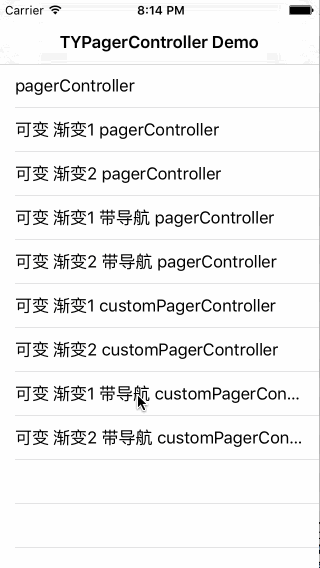 Carrier 8:14 PM
TYPagerController Demo
pagerController
可变 渐变1 pagerController
可变 渐变2 pagerController
可变 渐变1 带导航 pagerController
可变 渐变2 带导航 pagerController
可变 渐变1 customPagerController
可变 渐变2 customPagerController
可变 渐变1 带导航 customPagerCon...
可变 渐变2 带导航 customPagerCon...